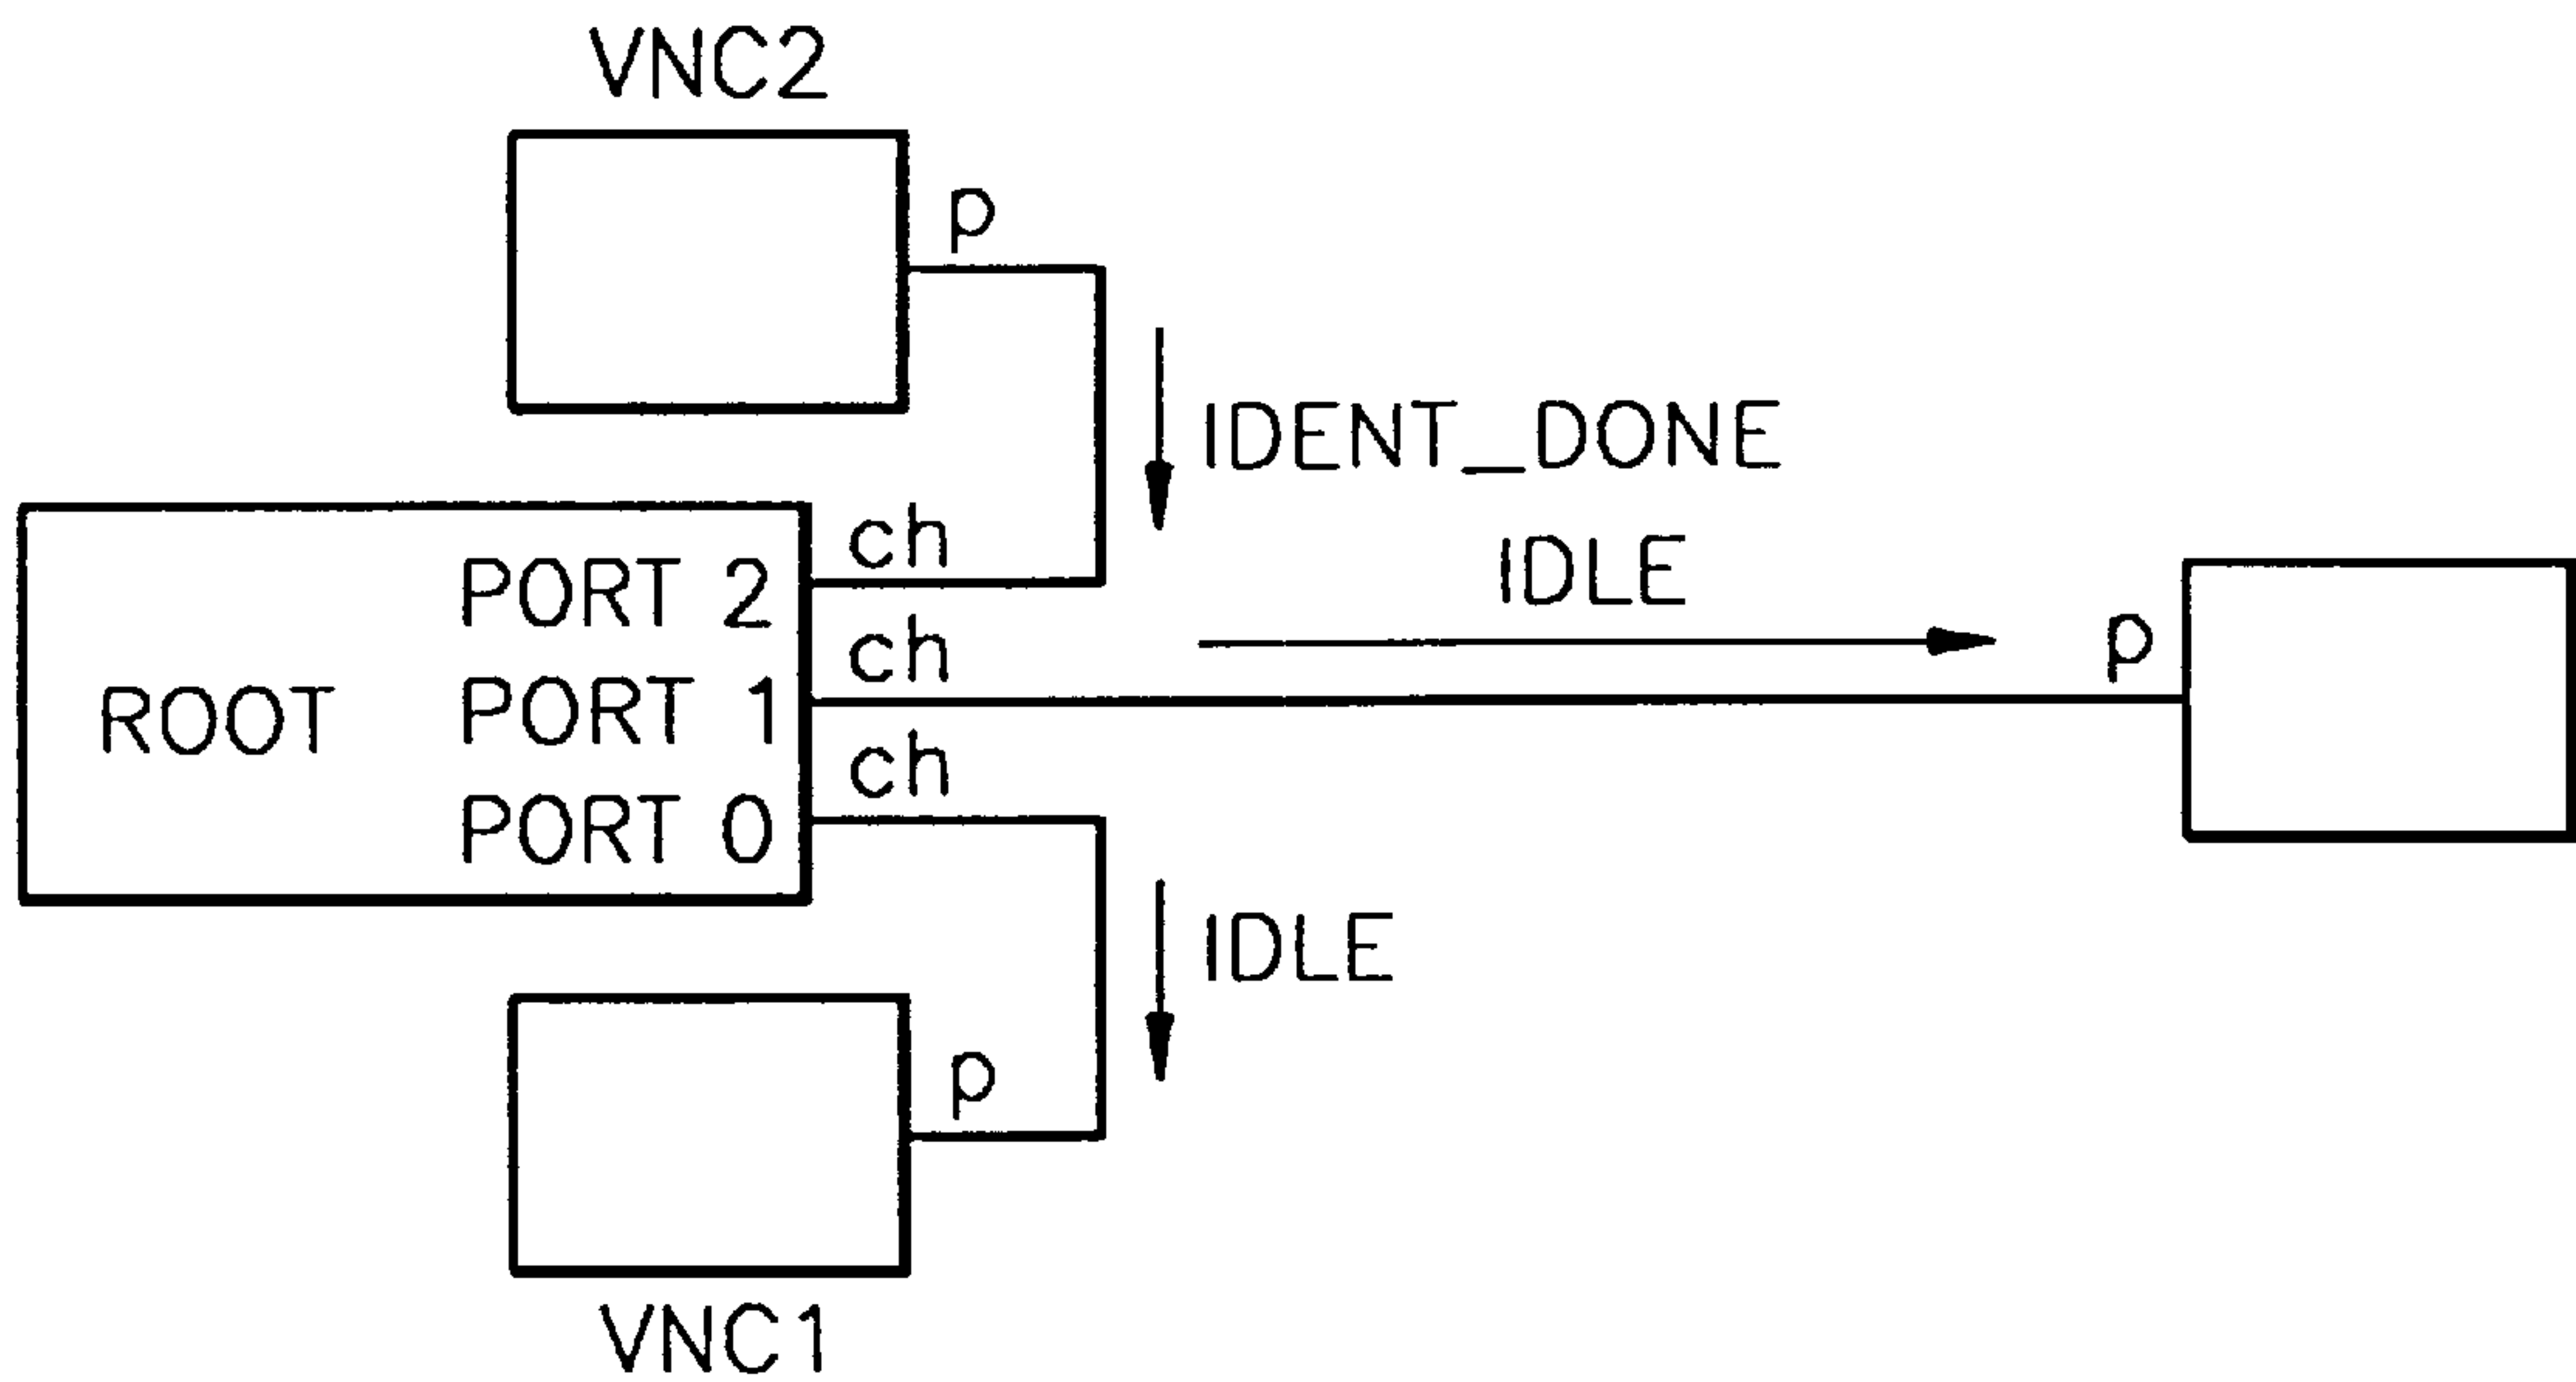 VNC2
p
IDENT_DONE
ch
IDLE
PORT 2
ch
p
ROOT
PORT 1
ch
PORT 0
IDLE
p
VNC1